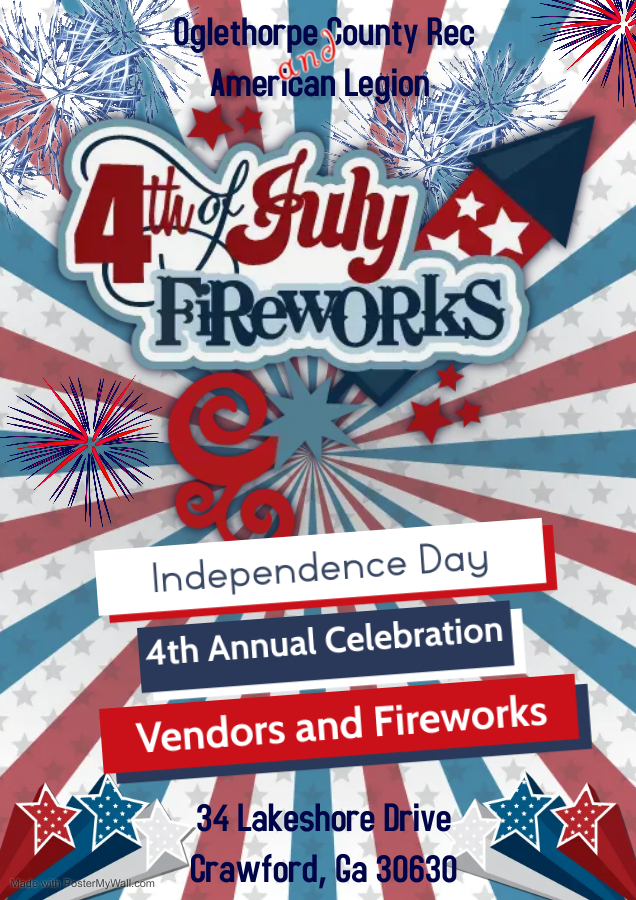 Oglethorpe County Rec
and
American Legion
4th of July
FiReWORKS
Independence Day
4th Annual Celebration
Vendors and Fireworks
34 Lakeshore Drive
Crawford, Ga 30630
Made with PosterMyWall.com